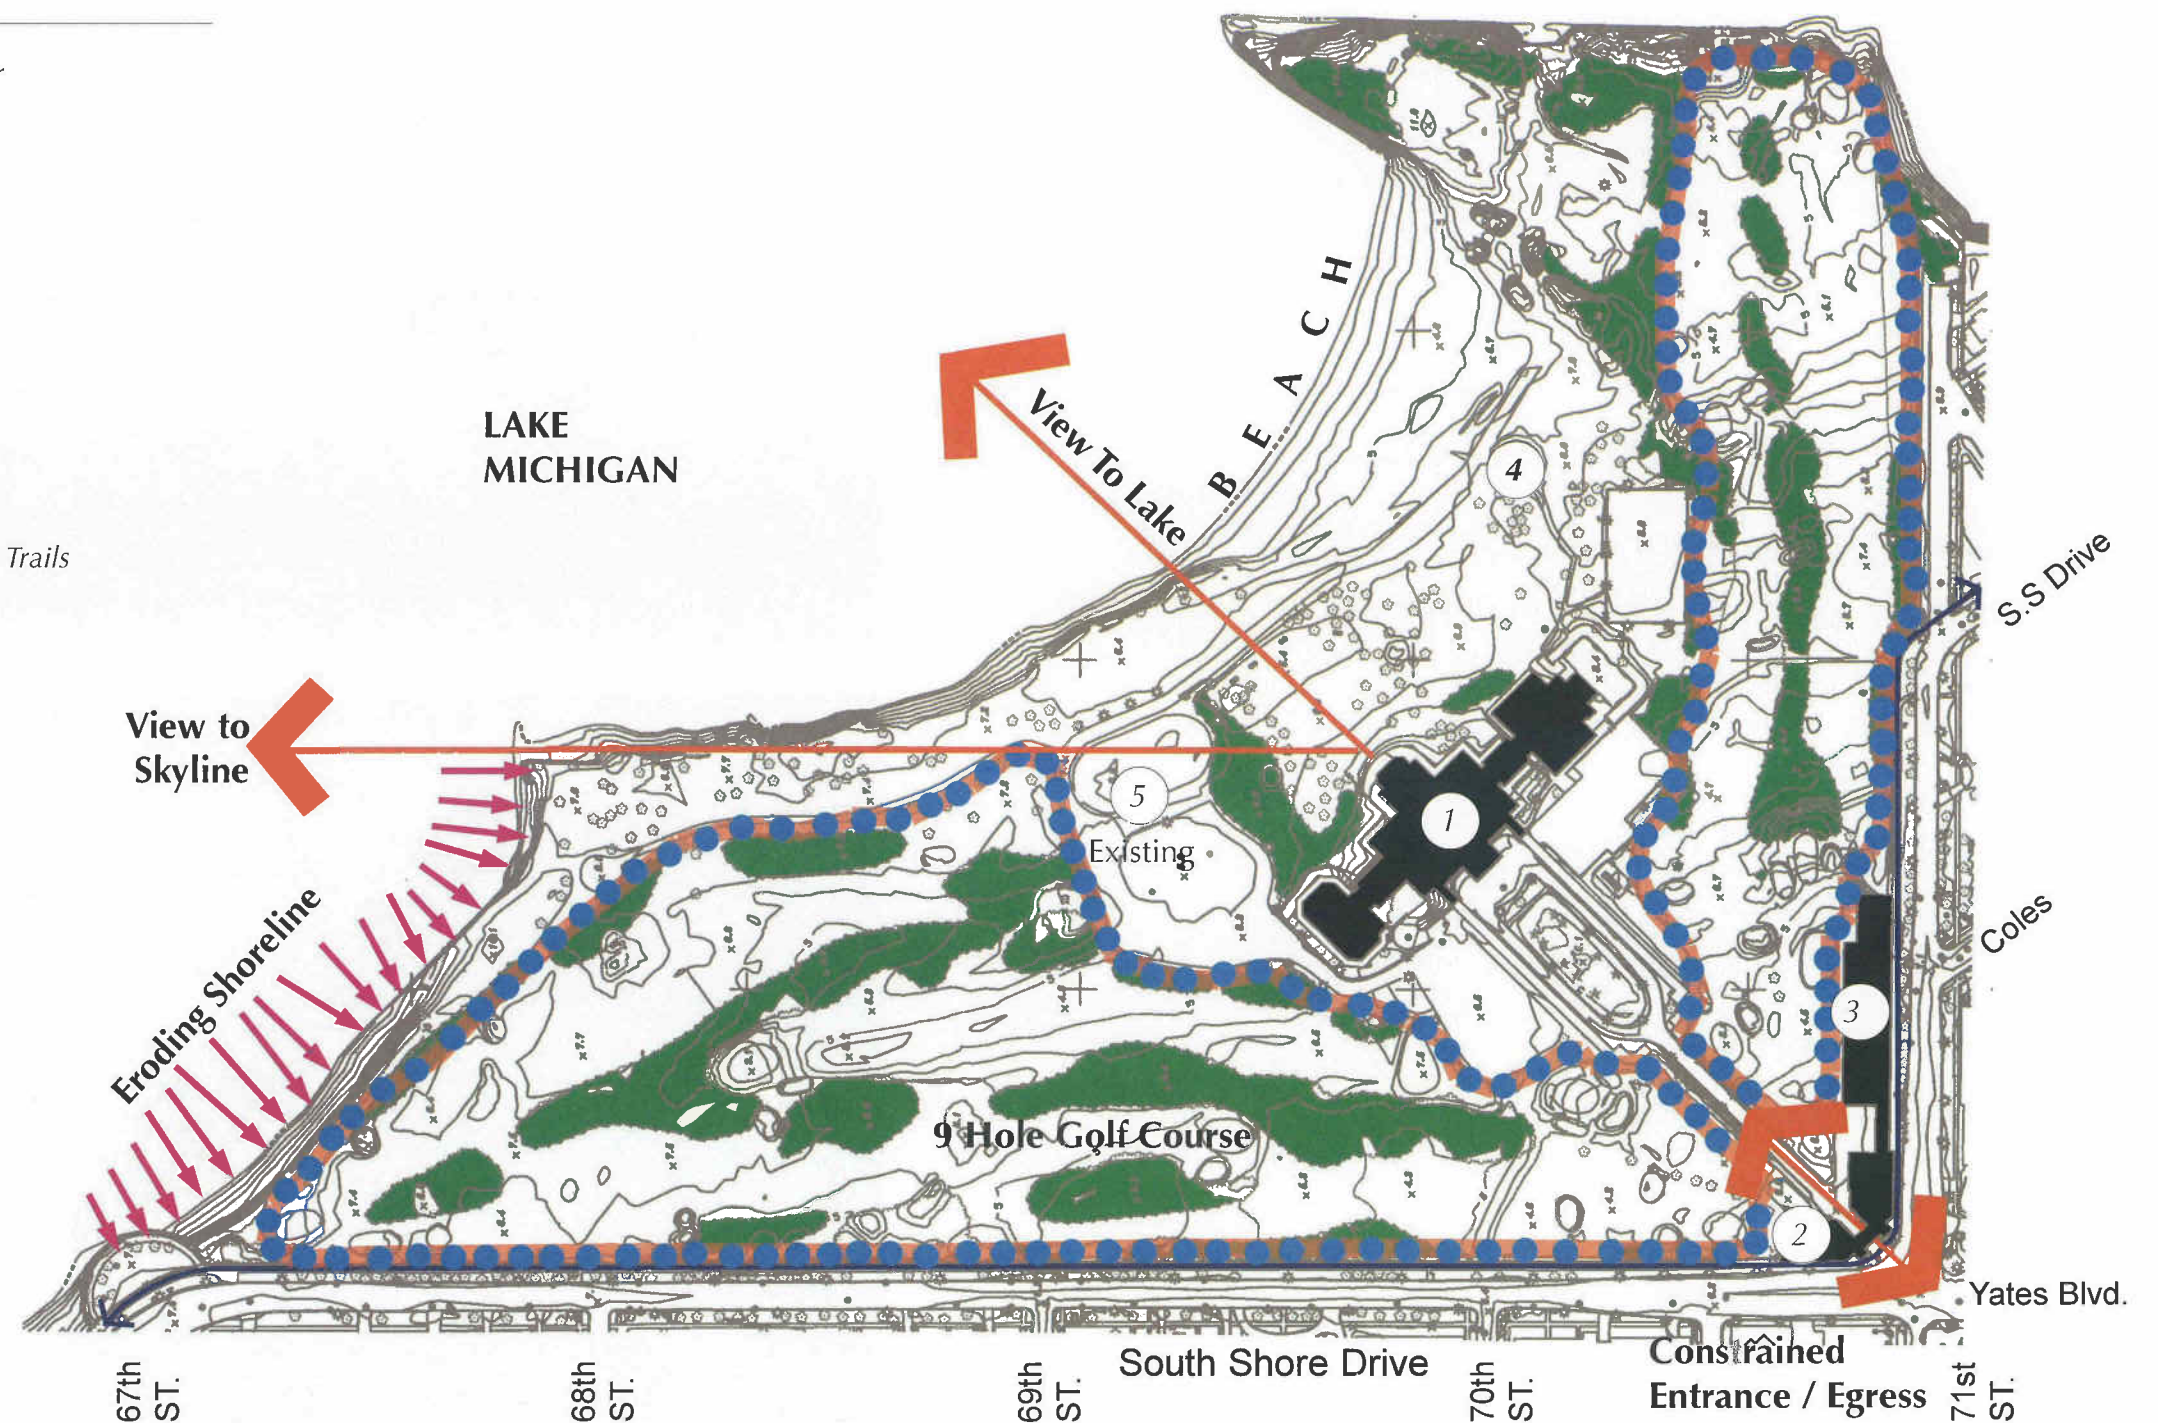 LAKE
MICHIGAN
Trails
BEACH
View To Lake
View to
Skyline
Eroding Shoreline
4
5
Existing
1
3
2
9 Hole Golf Course
S.S Drive
Coles
Yates Blvd.
South Shore Drive
Constrained
Entrance / Egress
67th
ST.
68th
ST.
69th
ST.
70th
ST.
71st
ST.